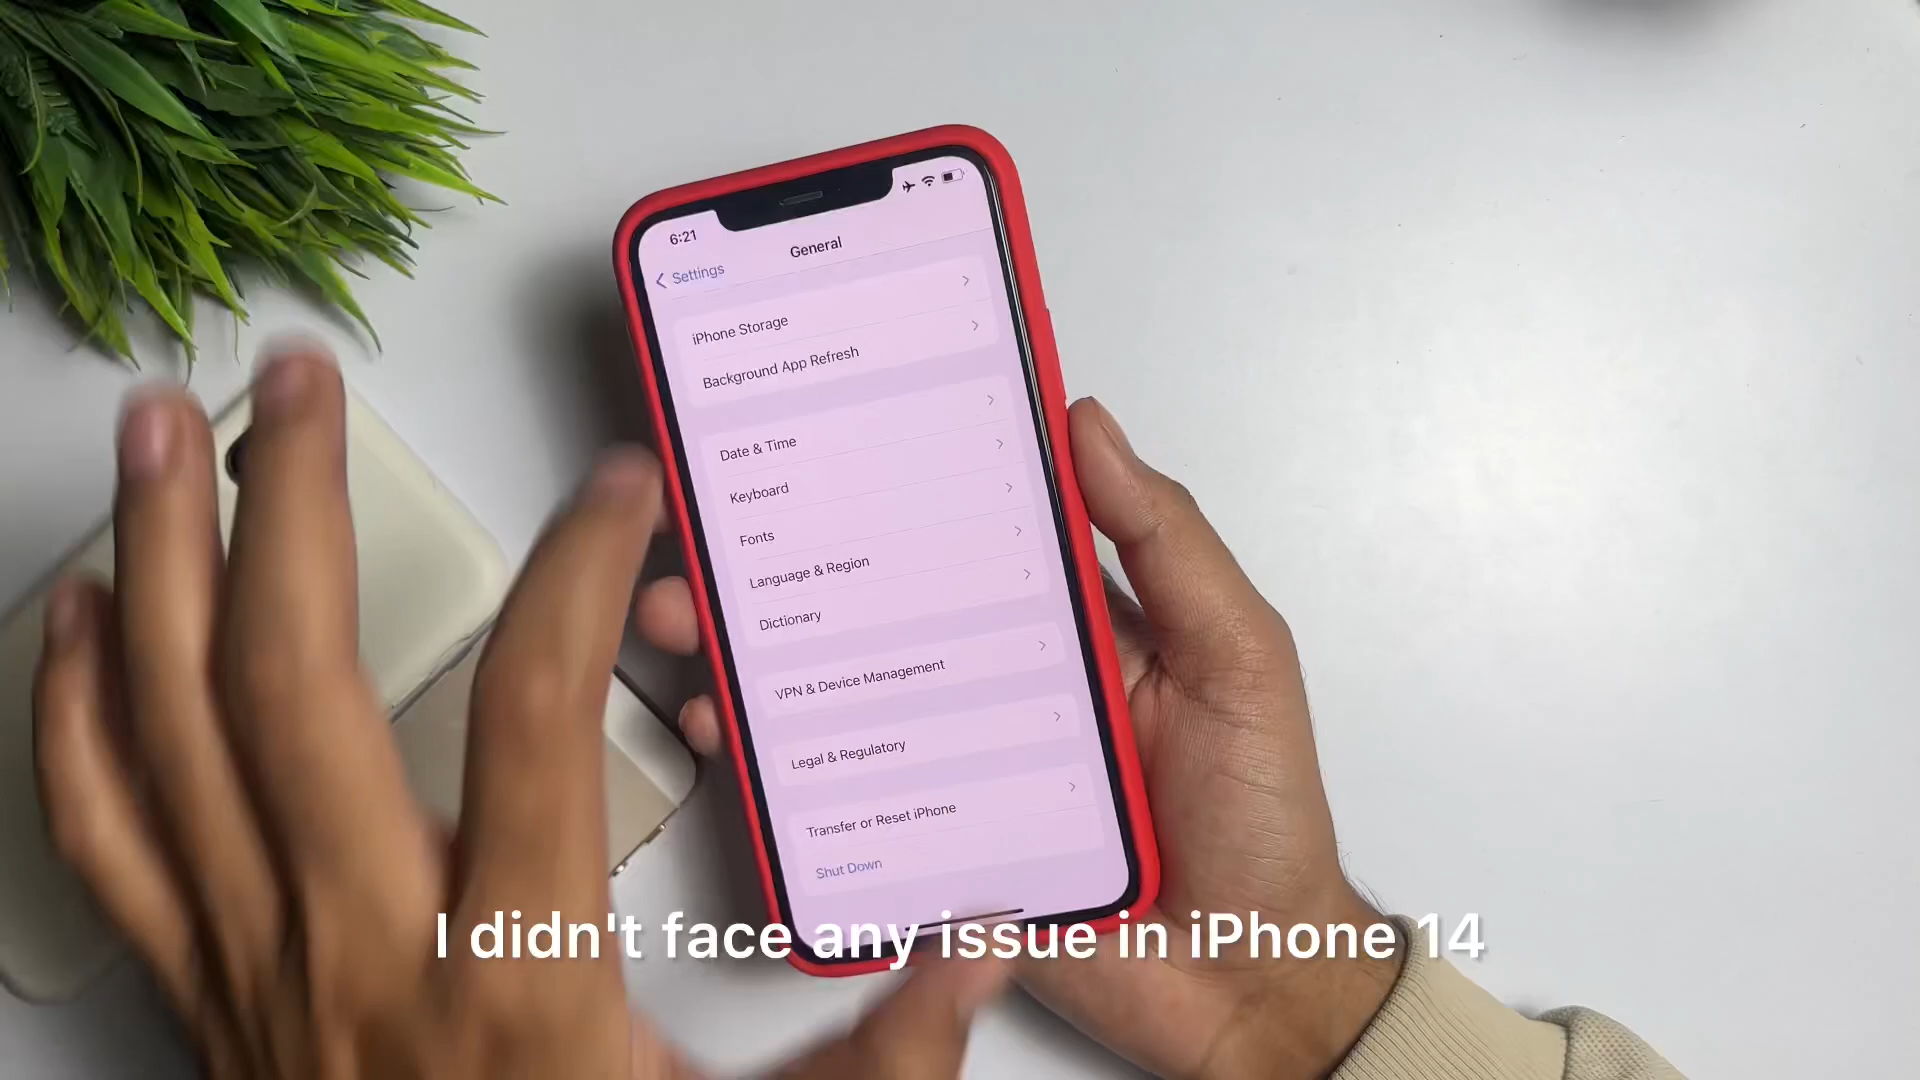 6:21
Settings
General
iPhone Storage
Background App Refresh
Date & Time
Keyboard
Fonts
Language & Region
Dictionary
VPN & Device Management
Legal & Regulatory
Transfer or Reset iPhone
Shut Down
I didn't face any issue in iPhone 14